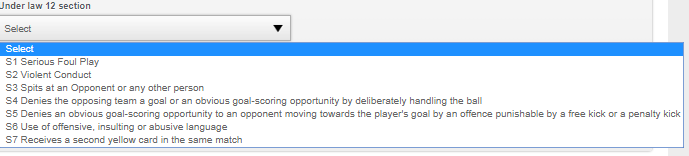 Under law 12 section
Select
Select
S1 Serious Foul Play
S2 Violent Conduct
S3 Spits at an Opponent or any other person
S4 Denies the opposing team a goal or an obvious goal-scoring opportunity by deliberately handling the ball
S5 Denies an obvious goal-scoring opportunity to an opponent moving towards the player's goal by an offence punishable by a free kick or a penalty kick
S6 Use of offensive, insulting or abusive language
S7 Receives a second yellow card in the same match